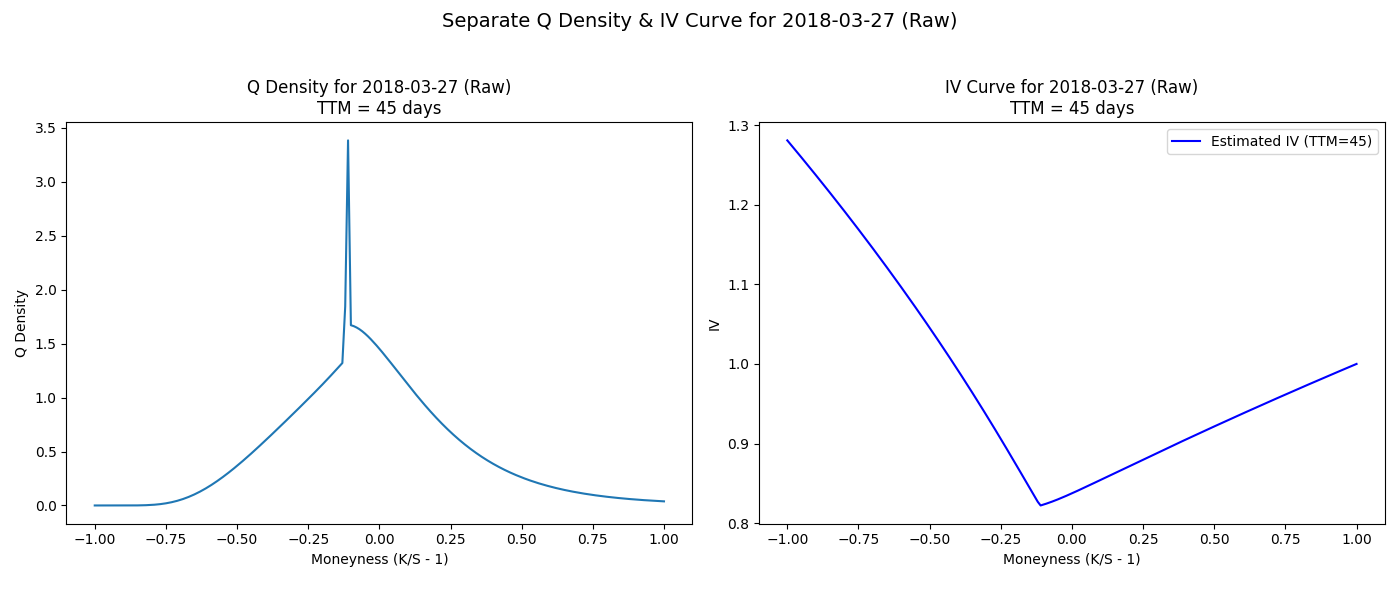 Separate Q Density & IV Curve for 2018-03-27 (Raw)
Q Density for 2018-03-27 (Raw)
TTM = 45 days
3.5
3.0
2.5
2.0
1.5
1.0
0.5
0.0
Q Density
−1.00 −0.75 −0.50 −0.25 0.00 0.25 0.50 0.75 1.00
Moneyness (K/S - 1)
IV Curve for 2018-03-27 (Raw)
TTM = 45 days
Estimated IV (TTM=45)
1.3
1.2
1.1
1.0
0.9
0.8
IV
−1.00 −0.75 −0.50 −0.25 0.00 0.25 0.50 0.75 1.00
Moneyness (K/S - 1)